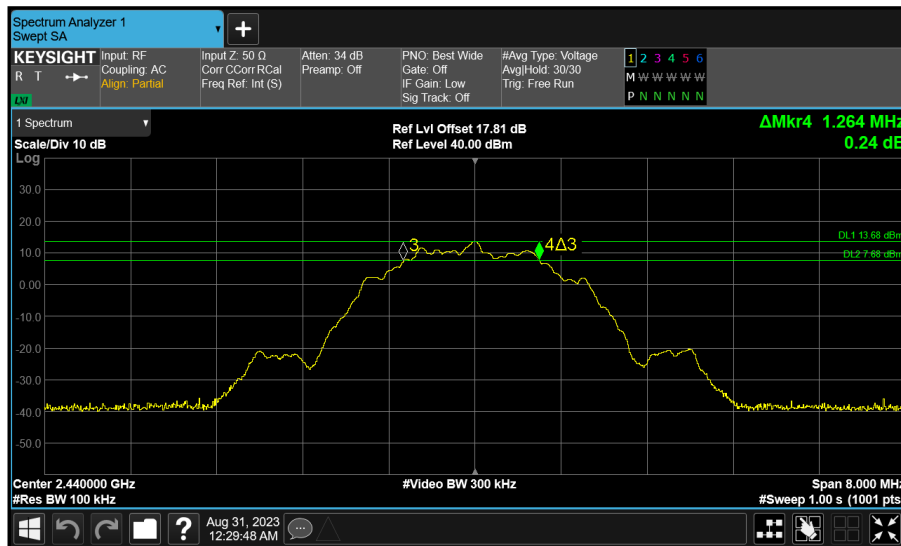 Spectrum Analyzer 1
Swept SA
KEYSIGHT
R T
LXI
Input: RF
Coupling: AC
Align: Partial
Input Z: 50 Ω
Corr CCorr RCal
Freq Ref: Int (S)
Atten: 34 dB
Preamp: Off
PNO: Best Wide
Gate: Off
IF Gain: Low
Sig Track: Off
#Avg Type: Voltage
Avg|Hold: 30/30
Trig: Free Run
1 2 3 4 5 6
M W W W W W
P N N N N N
1 Spectrum
Scale/Div 10 dB
Ref Lvl Offset 17.81 dB
Ref Level 40.00 dBm
ΔMkr4 1.264 MHz
0.24 dB
Log
30.0
20.0
10.0
0.00
-10.0
-20.0
-30.0
-40.0
-50.0
3
4Δ3
DL1 13.68 dBm
DL2 7.68 dBm
Center 2.440000 GHz
#Res BW 100 kHz
#Video BW 300 kHz
Span 8.000 MHz
#Sweep 1.00 s (1001 pts
?
Aug 31, 2023
12:29:48 AM